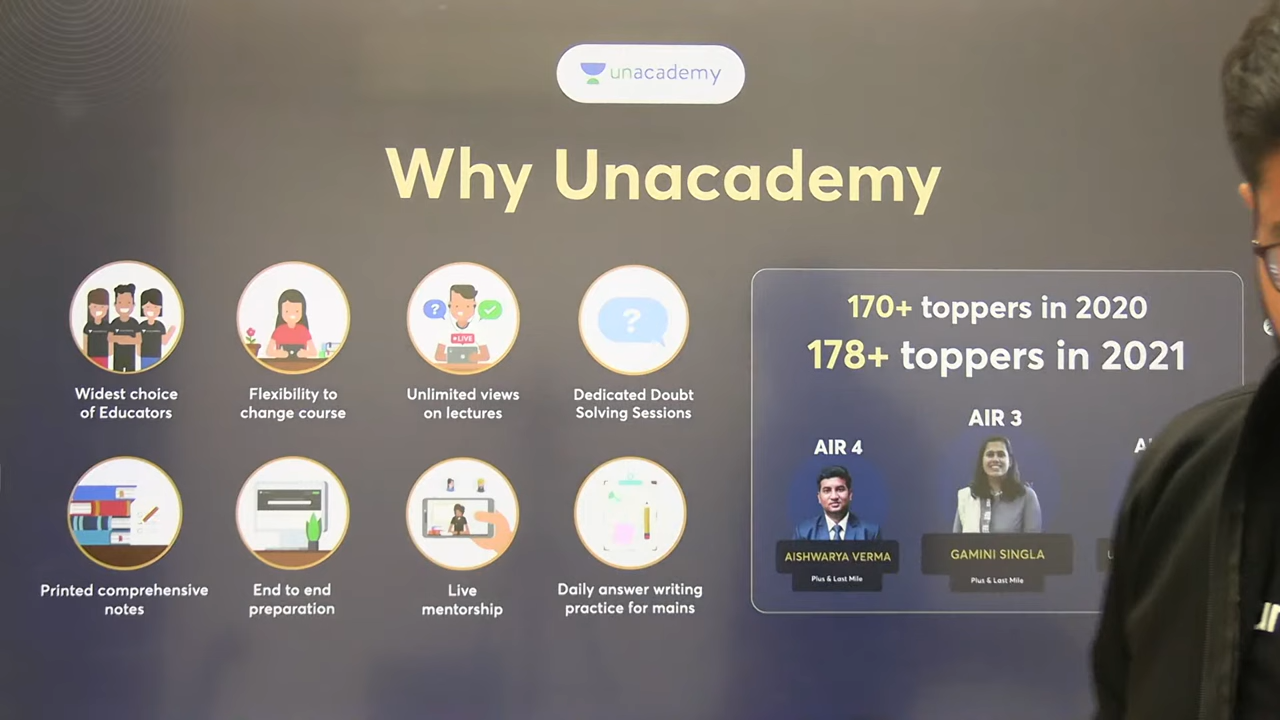 unacademy
Why Unacademy
Widest choice
of Educators
Flexibility to
change course
LIVE
Unlimited views
on lectures
?
Dedicated Doubt
Solving Sessions
Printed comprehensive
notes
End to end
preparation
Live
mentorship
Daily answer writing
practice for mains
170+ toppers in 2020
178+ toppers in 2021
AIR 4
AISHWARYA VERMA
Plus & Last Mile
AIR 3
GAMINI SINGLA
Plus & Last Mile